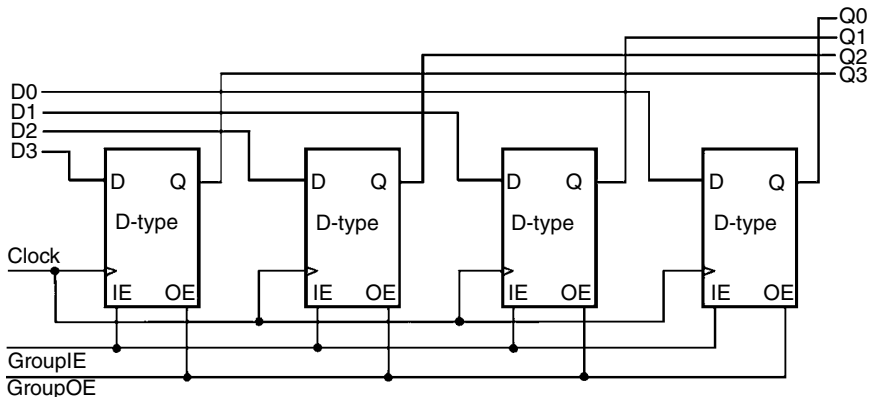 Q0
Q1
Q2
Q3
D0
D1
D2
D3
D Q D Q D Q D Q
D-type D-type D-type D-type
Clock
IE OE IE OE IE OE IE OE
GroupIE
GroupOE